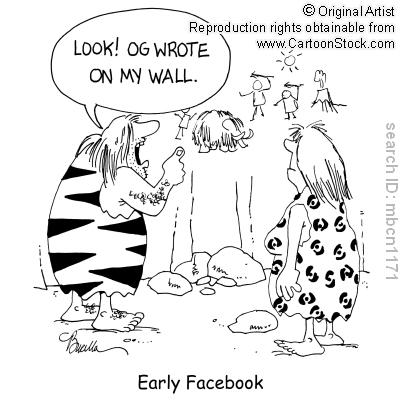 © Original Artist
Reproduction rights obtainable from
www.CartoonStock.com
LOOK! OG WROTE
ON MY WALL.
search ID: mbcn1171
Bucella
Early Facebook